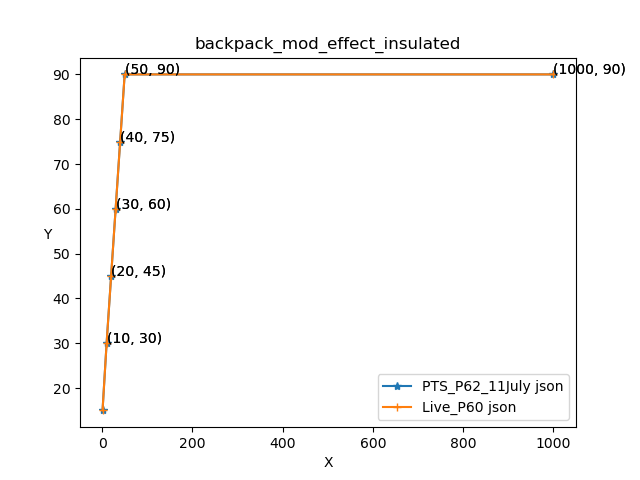 backpack_mod_effect_insulated
90
(50, 90)
(1000, 90)
80
(40, 75)
70
60
(30, 60)
Y
50
(20, 45)
40
30
(10, 30)
20
PTS_P62_11July json
Live_P60 json
0 200 400 600 800 1000
X